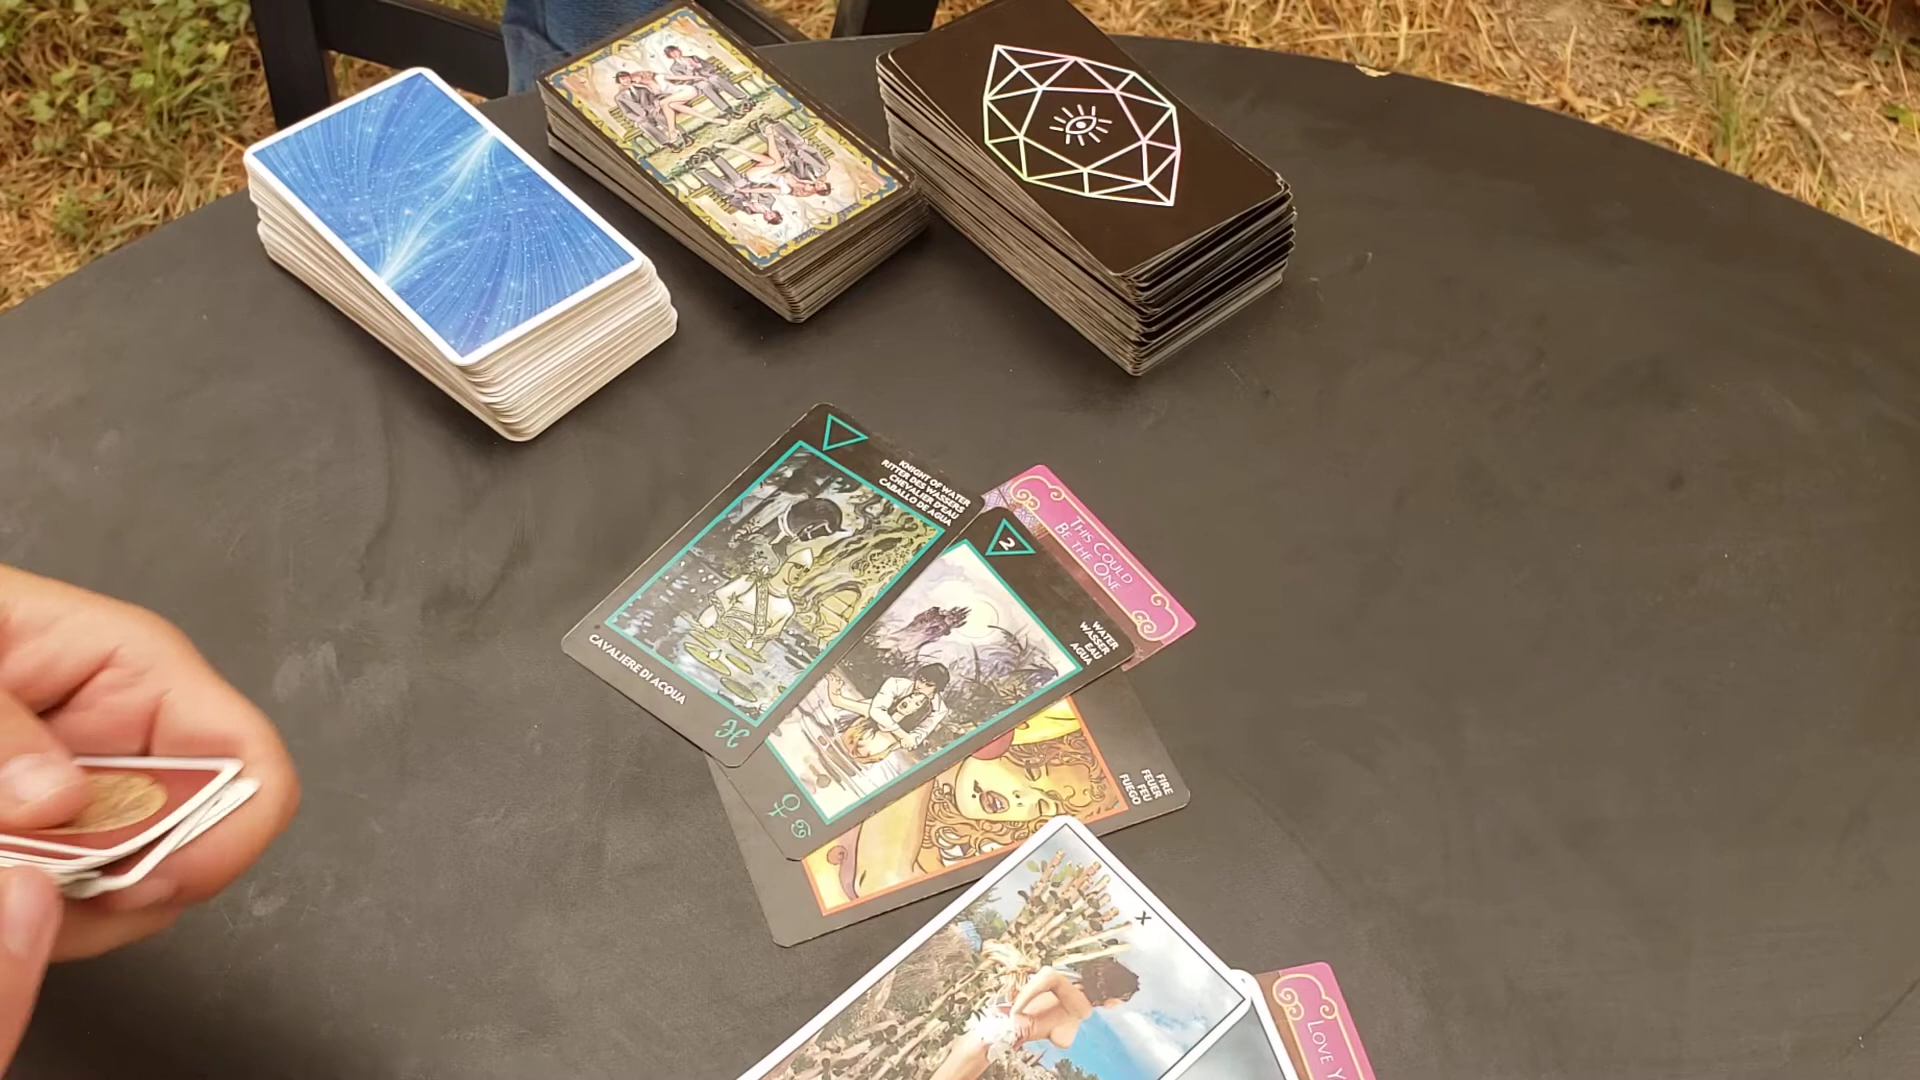 KNIGHT OF WATER
RITTER DES WASSERS
CHEVALIER D'EAU
CABALLO DE AGUA
CAVALIERE DI ACQUA
THIS COULD
BE THE ONE
2
WATER
WASSER
EAU
AGUA
FIRE
FEUER
FEU
FUEGO
X
LOVE Y